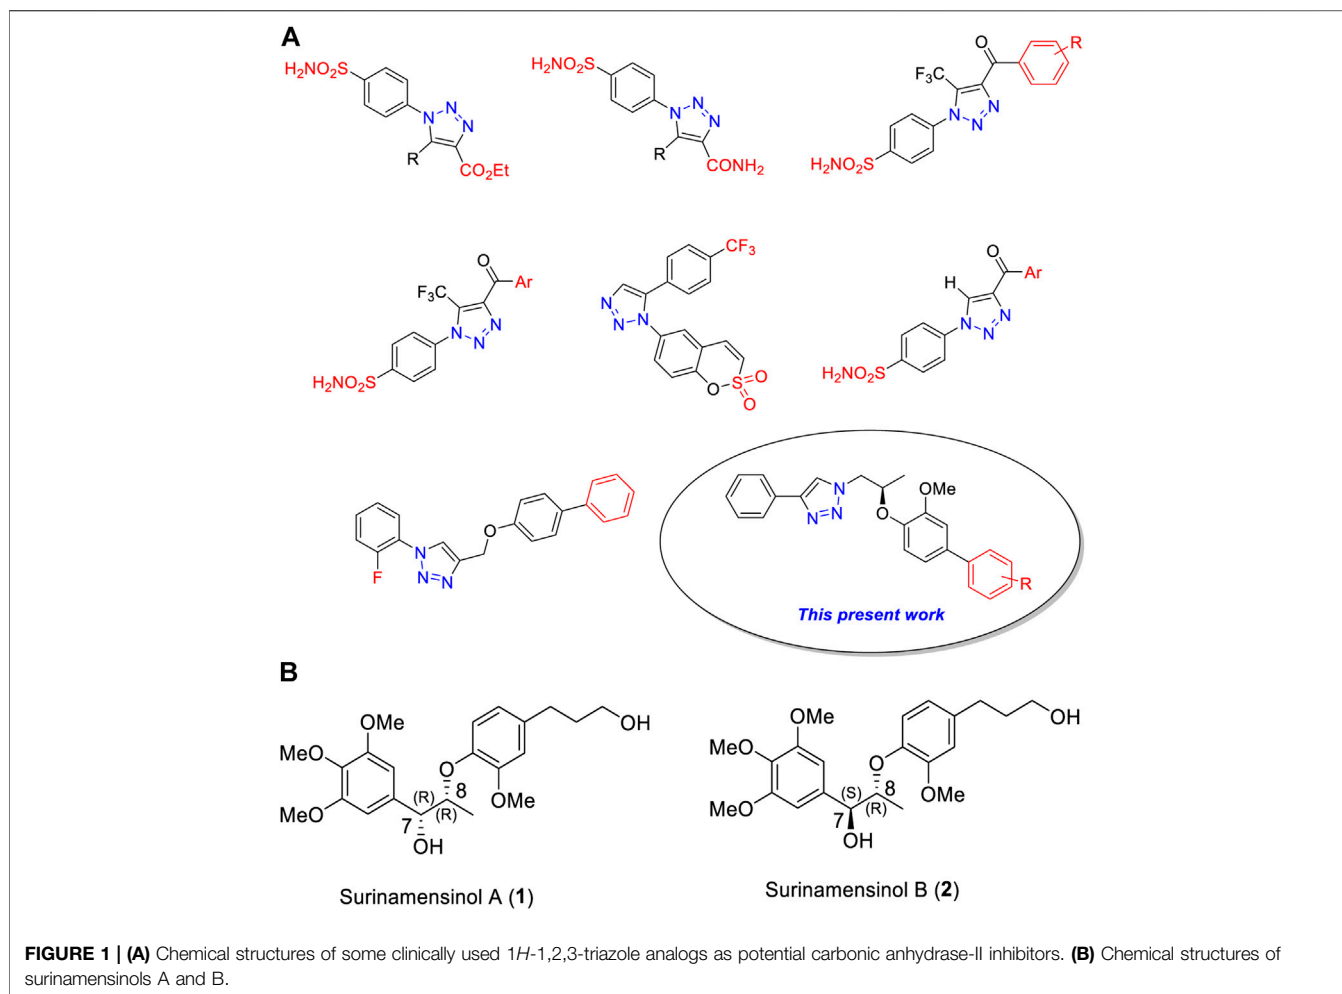 A
H2NO2S
N
N
N
R
CO2Et
H2NO2S
N
N
N
R
CONH2
O
R
F3C
N
N
N
H2NO2S
O
Ar
F3C
N
N
N
H2NO2S
CF3
N
N
N
O
S
O
O
O
Ar
H
N
N
N
H2NO2S
F
N
N
N
O
N
N
N
O
OMe
R
This present work
B
OMe
MeO
MeO
O
8
(R)
(R)
7
OH
OMe
OH
Surinamensinol A (1)
OMe
MeO
MeO
O
8
(S)
(R)
7
OH
OMe
OH
Surinamensinol B (2)
FIGURE 1 | (A) Chemical structures of some clinically used 1H-1,2,3-triazole analogs as potential carbonic anhydrase-II inhibitors. (B) Chemical structures of
surinamensinols A and B.